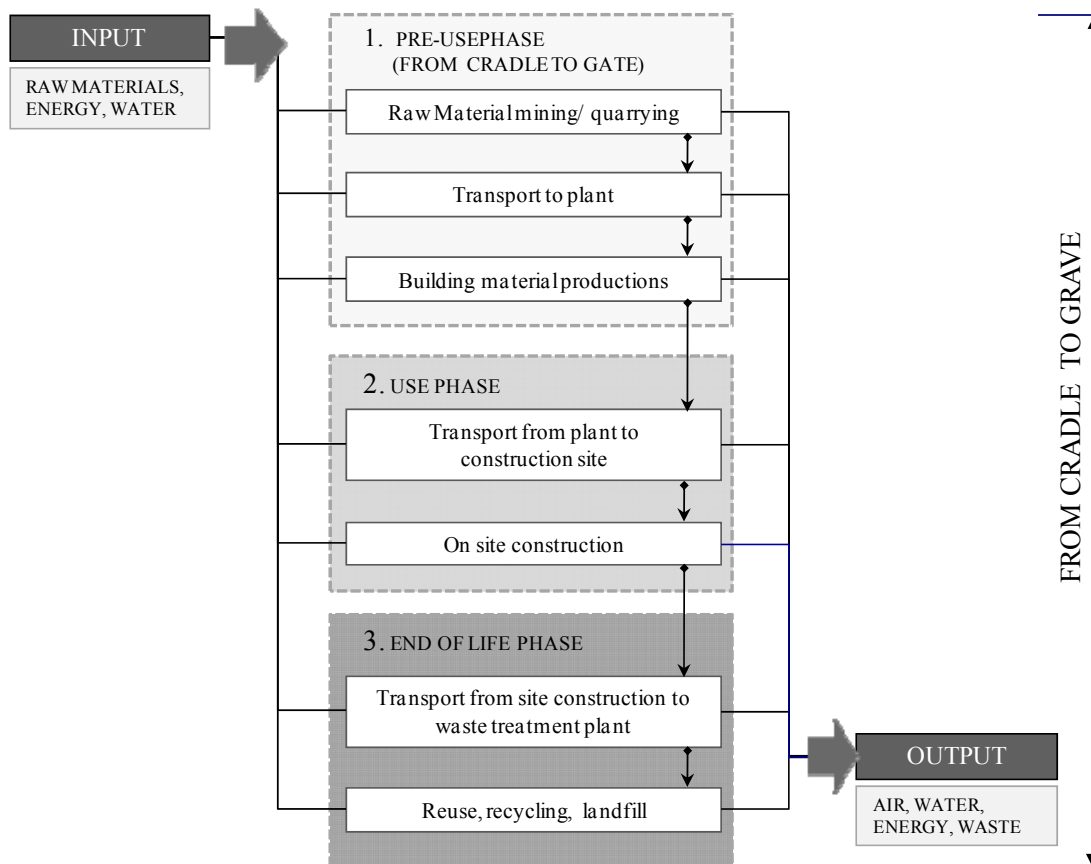 INPUT
RAW MATERIALS,
ENERGY, WATER
1. PRE-USEPHASE
(FROM CRADLE TO GATE)
Raw Material mining/ quarrying
Transport to plant
Building material productions
2. USE PHASE
Transport from plant to
construction site
On site construction
3. END OF LIFE PHASE
Transport from site construction to
waste treatment plant
Reuse, recycling, landfill
OUTPUT
AIR, WATER,
ENERGY, WASTE
FROM CRADLE TO GRAVE